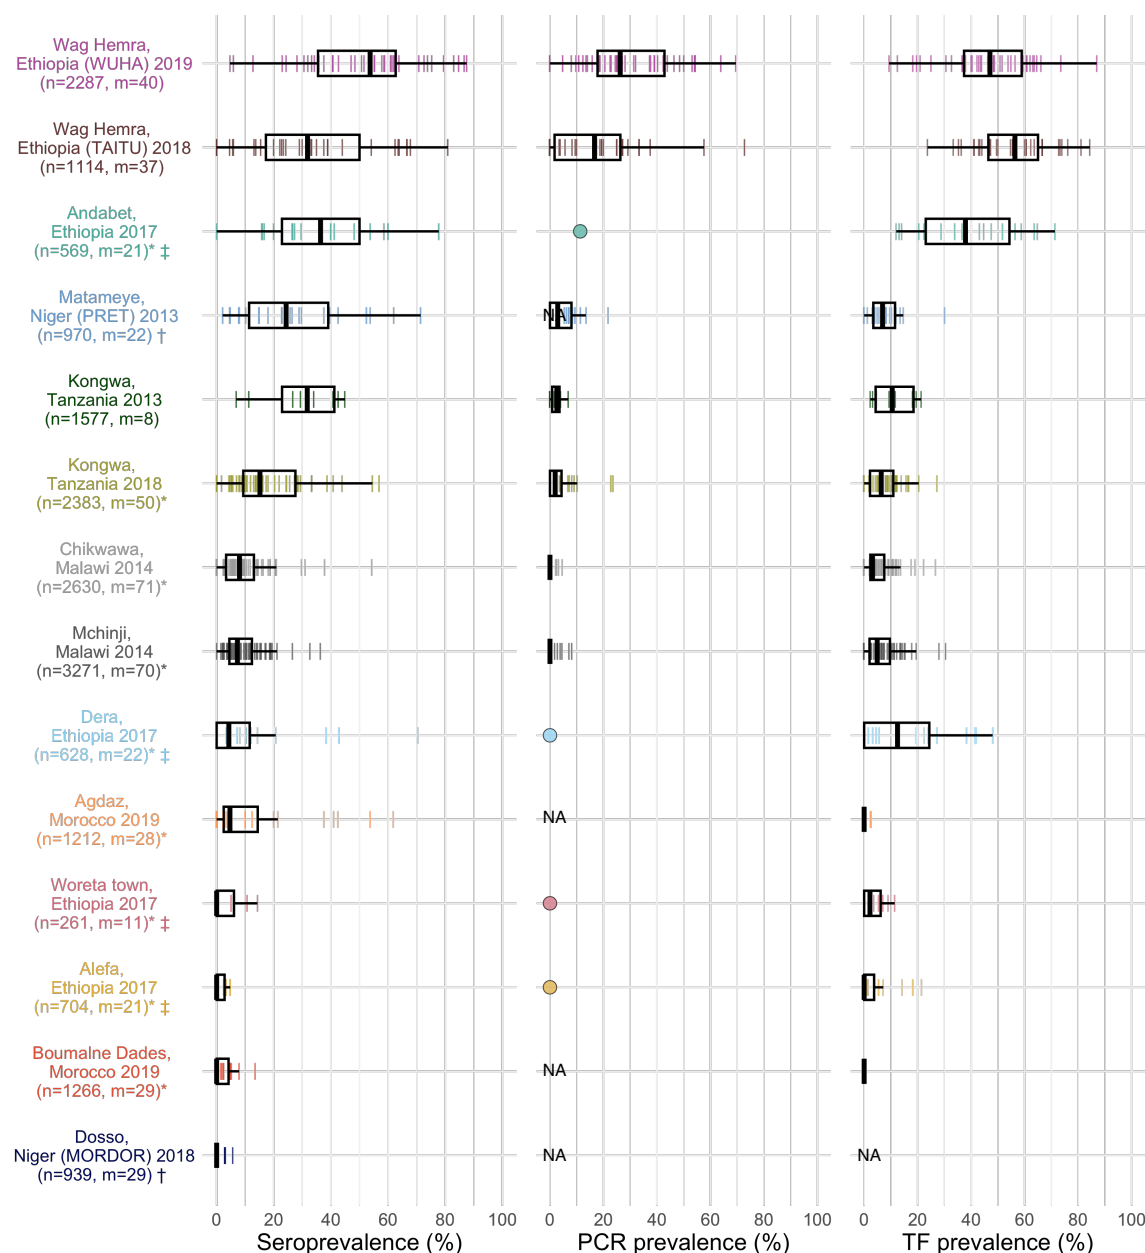 Wag Hemra,
Ethiopia (WUHA) 2019
(n=2287, m=40)
Wag Hemra,
Ethiopia (TAITU) 2018
(n=1114, m=37)
Andabet,
Ethiopia 2017
(n=569, m=21)* ‡
Matameye,
Niger (PRET) 2013
(n=970, m=22) †
NA
Kongwa,
Tanzania 2013
(n=1577, m=8)
Kongwa,
Tanzania 2018
(n=2383, m=50)*
Chikwawa,
Malawi 2014
(n=2630, m=71)*
Mchinji,
Malawi 2014
(n=3271, m=70)*
Dera,
Ethiopia 2017
(n=628, m=22)* ‡
Agdaz,
Morocco 2019
(n=1212, m=28)*
NA
Woreta town,
Ethiopia 2017
(n=261, m=11)* ‡
Alefa,
Ethiopia 2017
(n=704, m=21)* ‡
Boumalne Dades,
Morocco 2019
(n=1266, m=29)*
NA
Dosso,
Niger (MORDOR) 2018
(n=939, m=29) †
NA
NA
0 20 40 60 80 100
Seroprevalence (%)
0 20 40 60 80 100
PCR prevalence (%)
0 20 40 60 80 100
TF prevalence (%)